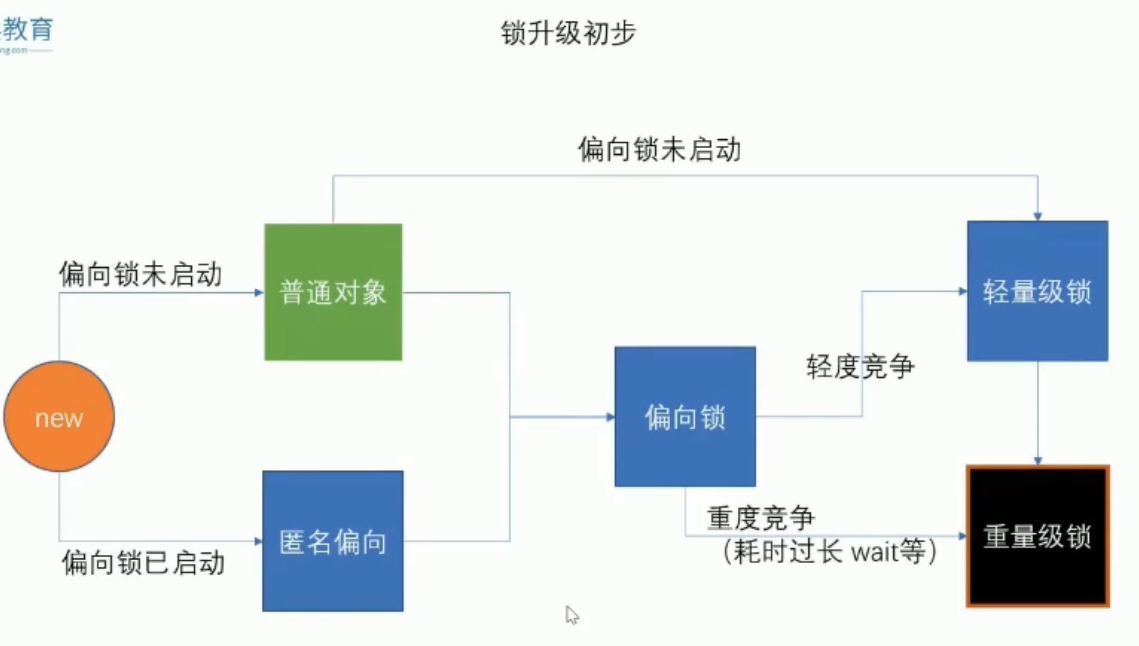 教育
ng.com
锁升级初步
偏向锁未启动
偏向锁未启动
普通对象
轻量级锁
轻度竞争
new
偏向锁
重度竞争
（耗时过长 wait等）
重量级锁
匿名偏向
偏向锁已启动